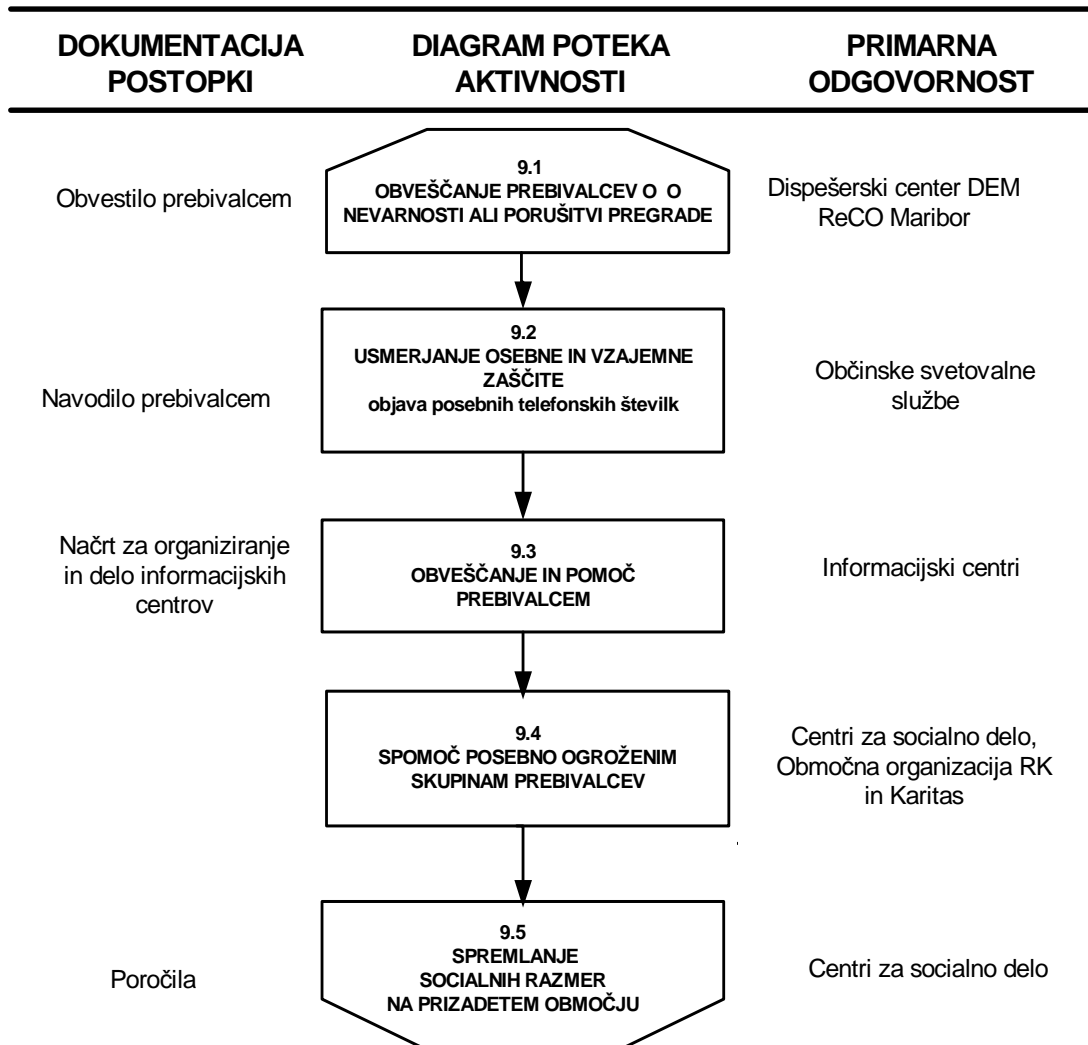 DOKUMENTACIJA
POSTOPKI
DIAGRAM POTEKA
AKTIVNOSTI
PRIMARNA
ODGOVORNOST
Obvestilo prebivalcem
9.1
OBVEŠČANJE PREBIVALCEV O O
NEVARNOSTI ALI PORUŠITVI PREGRADE
Dispešerski center DEM
ReCO Maribor
Navodilo prebivalcem
9.2
USMERJANJE OSEBNE IN VZAJEMNE
ZAŠČITE
objava posebnih telefonskih številk
Občinske svetovalne
službe
Načrt za organiziranje
in delo informacijskih
centrov
9.3
OBVEŠČANJE IN POMOČ
PREBIVALCEM
Informacijski centri
9.4
SPOMOČ POSEBNO OGROŽENIM
SKUPINAM PREBIVALCEV
Centri za socialno delo,
Območna organizacija RK
in Karitas
Poročila
9.5
SPREMLANJE
SOCIALNIH RAZMER
NA PRIZADETEM OBMOČJU
Centri za socialno delo